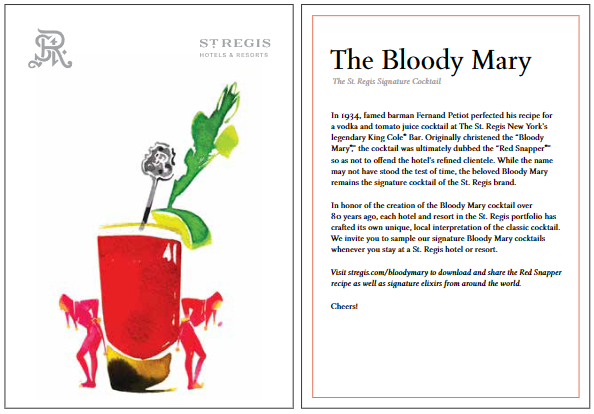 SR
ST REGIS
HOTELS & RESORTS
The Bloody Mary
The St. Regis Signature Cocktail
In 1934, famed barman Fernand Petiot perfected his recipe for
a vodka and tomato juice cocktail at The St. Regis New York's
legendary King Cole® Bar. Originally christened the "Bloody
Mary," the cocktail was ultimately dubbed the "Red Snapper"
so as not to offend the hotel's refined clientele. While the name
may not have stood the test of time, the beloved Bloody Mary
remains the signature cocktail of the St. Regis brand.
In honor of the creation of the Bloody Mary cocktail over
80 years ago, each hotel and resort in the St. Regis portfolio has
crafted its own unique, local interpretation of the classic cocktail.
We invite you to sample our signature Bloody Mary cocktails
whenever you stay at a St. Regis hotel or resort.
Visit stregis.com/bloodymary to download and share the Red Snapper
recipe as well as signature elixirs from around the world.
Cheers!